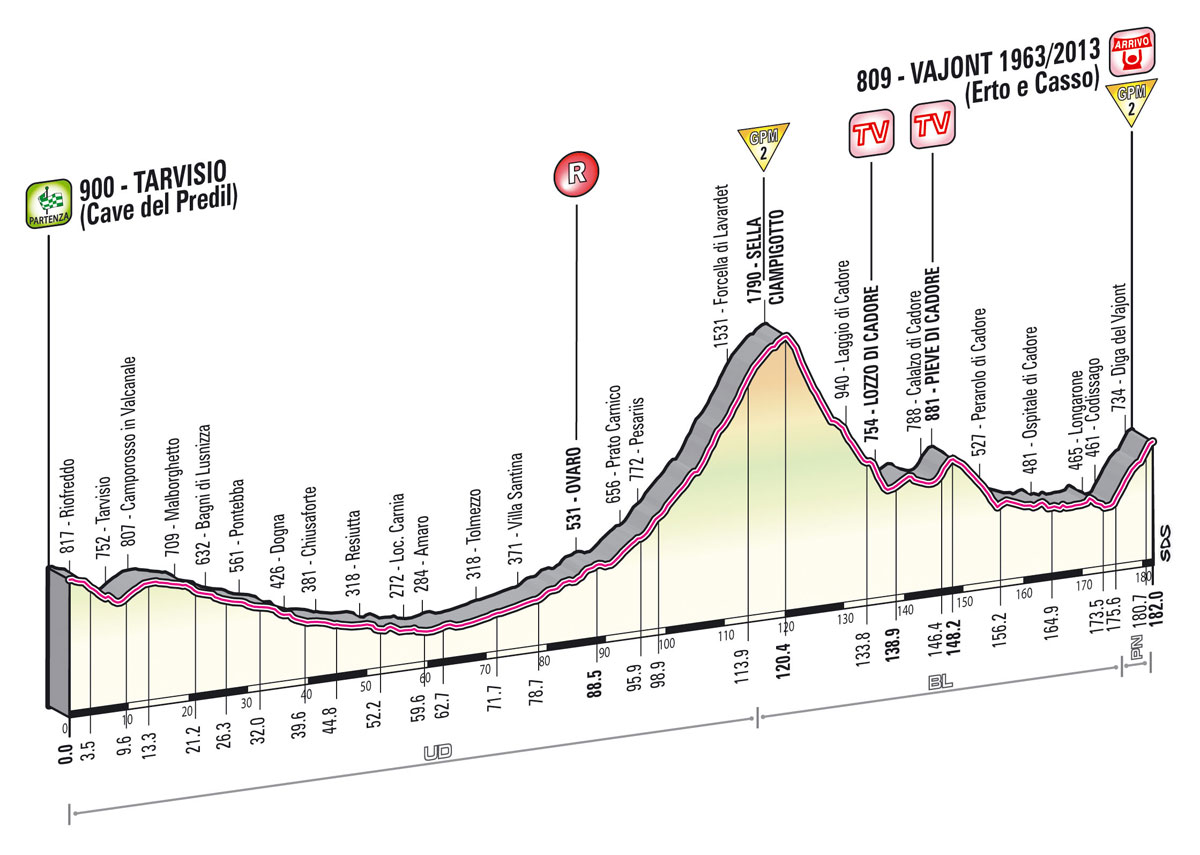 PARTENZA
900 - TARVISIO
(Cave del Predil)
817 - Riofreddo
752 - Tarvisio
807 - Camporosso in Valcanale
709 - Malborghetto
632 - Bagni di Lusnizza
561 - Pontebba
426 - Dogna
381 - Chiusaforte
318 - Resiutta
272 - Loc. Carnia
284 - Amaro
318 - Tolmezzo
371 - Villa Santina
R
531 - OVARO
656 - Prato Carnico
772 - Pesariis
1531 - Forcella di Lavardet
GPM
2
1790 - SELLA
CIAMPIGOTTO
940 - Laggio di Cadore
TV
754 - LOZZO DI CADORE
788 - Calalzo di Cadore
TV
881 - PIEVE DI CADORE
527 - Perarolo di Cadore
481 - Ospitale di Cadore
465 - Longarone
461 - Codissago
734 - Diga del Vajont
809 - VAJONT 1963/2013
(Erto e Casso)
ARRIVO
GPM
2
SDS
0
10
20
30
40
50
60
70
80
90
100
110
120
130
140
150
160
170
180
0.0
3.5
9.6
13.3
21.2
26.3
32.0
39.6
44.8
52.2
59.6
62.7
71.7
78.7
88.5
95.9
98.9
113.9
120.4
133.8
138.9
146.4
148.2
156.2
164.9
173.5
175.6
180.7
182.0
UD
BL
PN